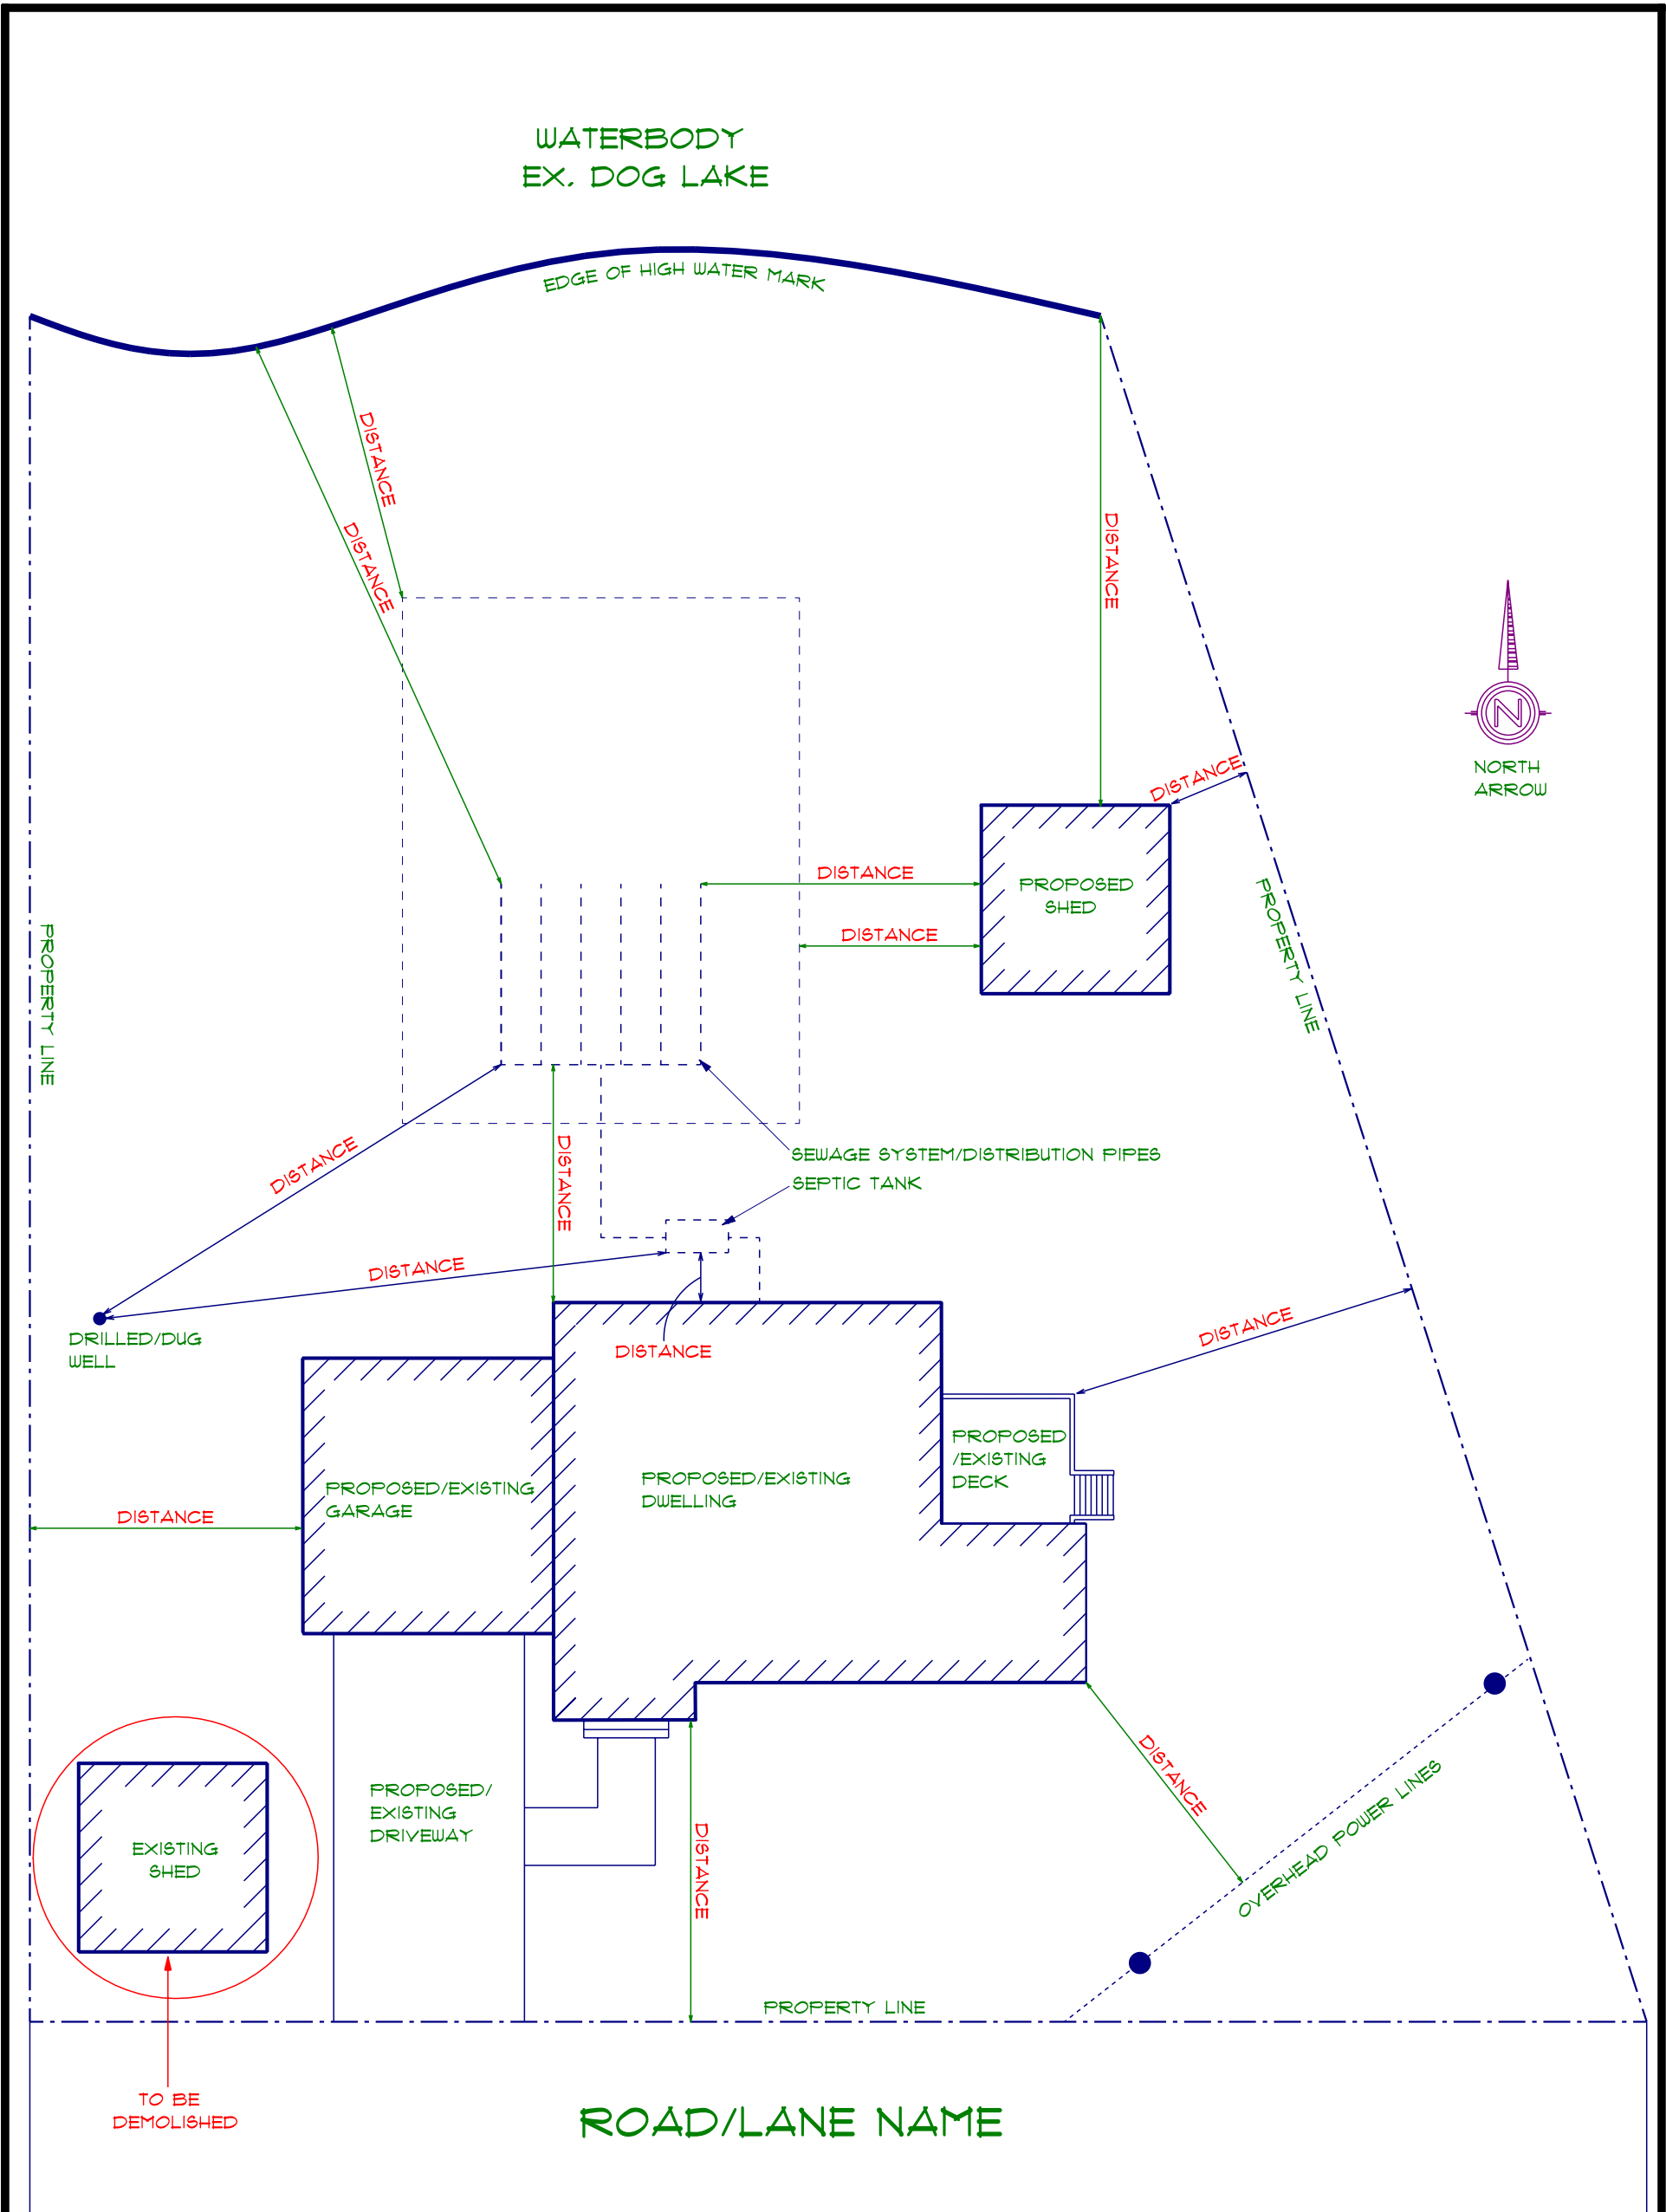 WATERBODY
EX. DOG LAKE
EDGE OF HIGH WATER MARK
DISTANCE
DISTANCE
DISTANCE
N
NORTH
ARROW
DISTANCE
DISTANCE
PROPOSED
SHED
DISTANCE
PROPERTY LINE
PROPERTY LINE
DISTANCE
DISTANCE
SEWAGE SYSTEM/DISTRIBUTION PIPES
SEPTIC TANK
DISTANCE
DRILLED/DUG
WELL
DISTANCE
DISTANCE
PROPOSED
/EXISTING
DECK
PROPOSED/EXISTING
DWELLING
PROPOSED/EXISTING
GARAGE
DISTANCE
DISTANCE
PROPOSED/
EXISTING
DRIVEWAY
OVERHEAD POWER LINES
EXISTING
SHED
DISTANCE
PROPERTY LINE
TO BE
DEMOLISHED
ROAD/LANE NAME